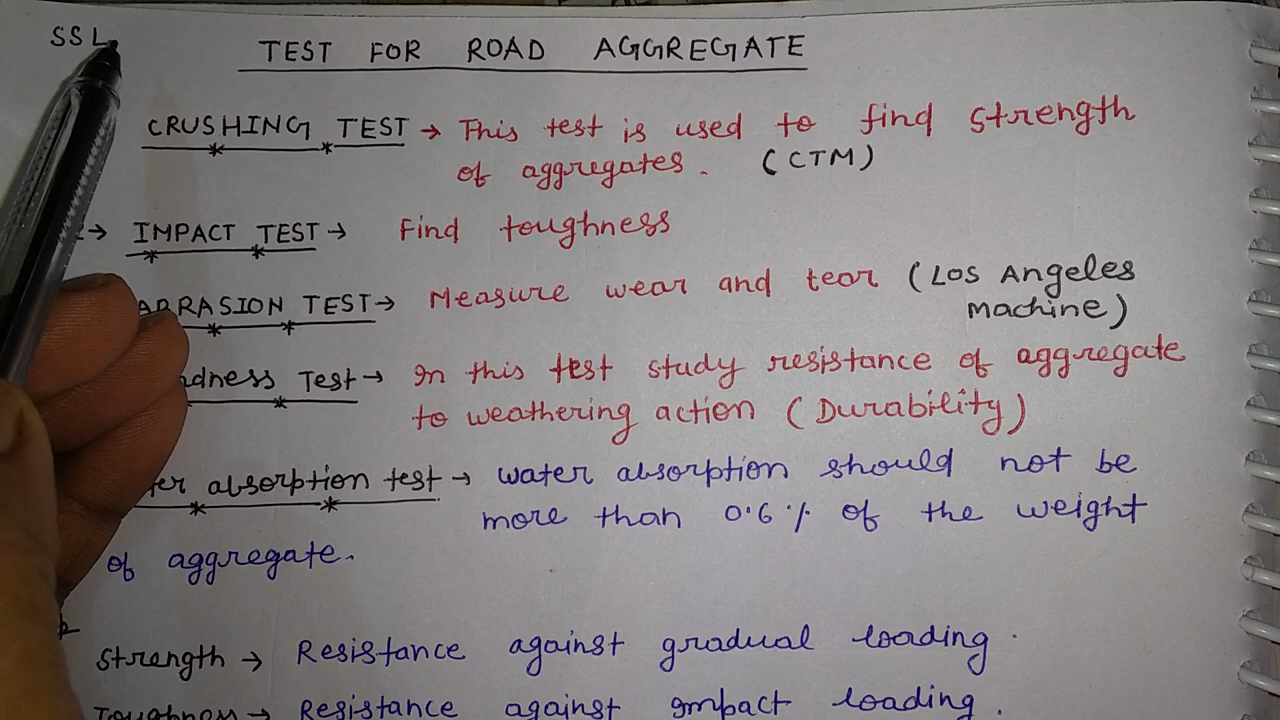 SSL
TEST FOR ROAD AGGREGATE
CRUSHING TEST → This test is used to find strength
of aggregates. (CTM)
→ IMPACT TEST → Find toughness
ABRASION TEST → Measure wear and tear (Los Angeles
machine)
dness Test → In this test study resistance of aggregate
to weathering action (Durability)
ter absorption test → water absorption should not be
more than 0.6% of the weight
of aggregate.
Strength → Resistance against gradual loading.
Toughness → Resistance against Impact loading.